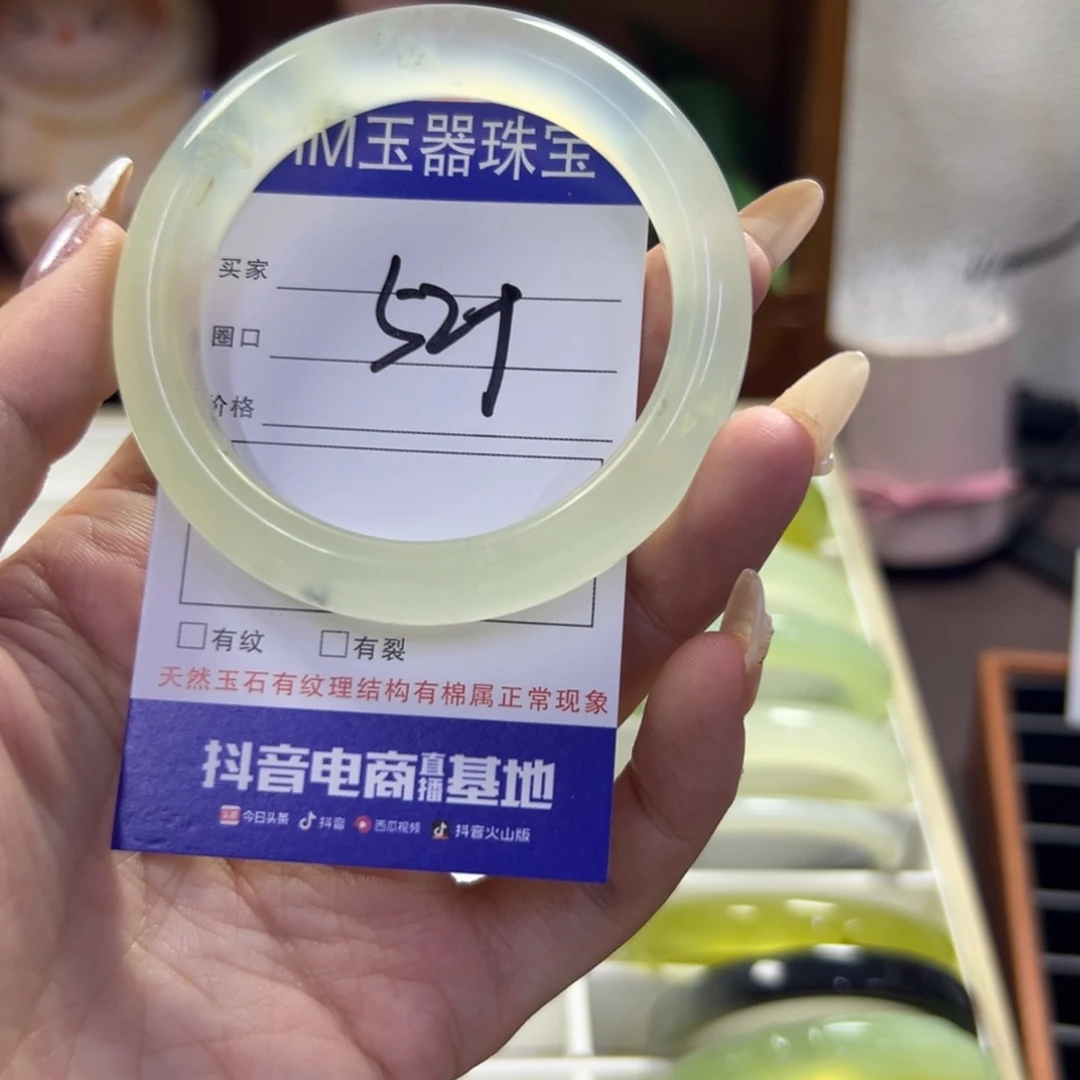 M玉器珠宝
买家
圈口
价格
□有纹 □有裂
天然玉石有纹理结构有棉属正常现象
抖音电商直播基地
今日头条 抖音 西瓜视频 抖音火山版